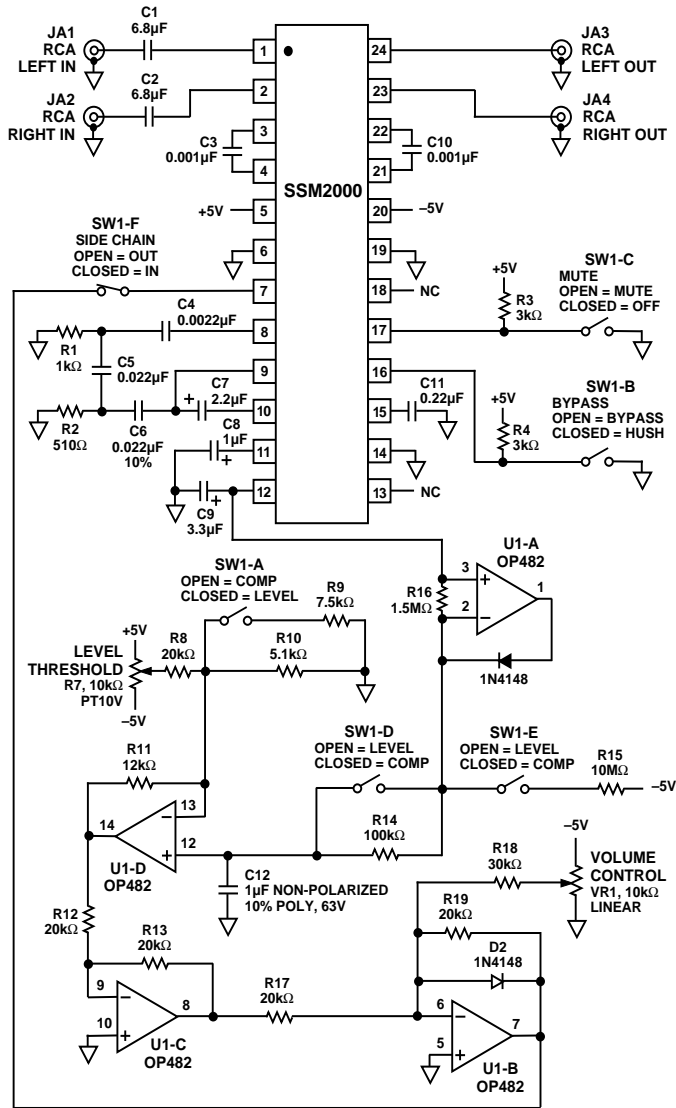 JA1
RCA
LEFT IN
C1
6.8µF
JA2
RCA
RIGHT IN
C2
6.8µF
C3
0.001µF
+5V
1
2
3
4
5
6
7
8
9
10
11
12
SSM2000
24
23
22
21
20
19
18
17
16
15
14
13
JA3
RCA
LEFT OUT
JA4
RCA
RIGHT OUT
C10
0.001µF
–5V
NC
SW1-F
SIDE CHAIN
OPEN = OUT
CLOSED = IN
C4
0.0022µF
R1
1kΩ
C5
0.022µF
R2
510Ω
C6
0.022µF
10%
C7
2.2µF
+
C8
1µF
+
C9
3.3µF
+
+5V
R3
3kΩ
SW1-C
MUTE
OPEN = MUTE
CLOSED = OFF
C11
0.22µF
+5V
R4
3kΩ
SW1-B
BYPASS
OPEN = BYPASS
CLOSED = HUSH
NC
SW1-A
OPEN = COMP
CLOSED = LEVEL
R9
7.5kΩ
R10
5.1kΩ
R16
1.5MΩ
U1-A
OP482
3
+
2
–
1
1N4148
+5V
LEVEL
THRESHOLD
R7, 10kΩ
PT10V
–5V
R8
20kΩ
R11
12kΩ
SW1-D
OPEN = LEVEL
CLOSED = COMP
SW1-E
OPEN = LEVEL
CLOSED = COMP
R15
10MΩ
–5V
14
–
13
+
12
U1-D
OP482
R14
100kΩ
C12
1µF NON-POLARIZED
10% POLY, 63V
–5V
R18
30kΩ
VOLUME
CONTROL
VR1, 10kΩ
LINEAR
R19
20kΩ
D2
1N4148
R12
20kΩ
R13
20kΩ
9
–
10
+
8
U1-C
OP482
R17
20kΩ
6
–
5
+
7
U1-B
OP482